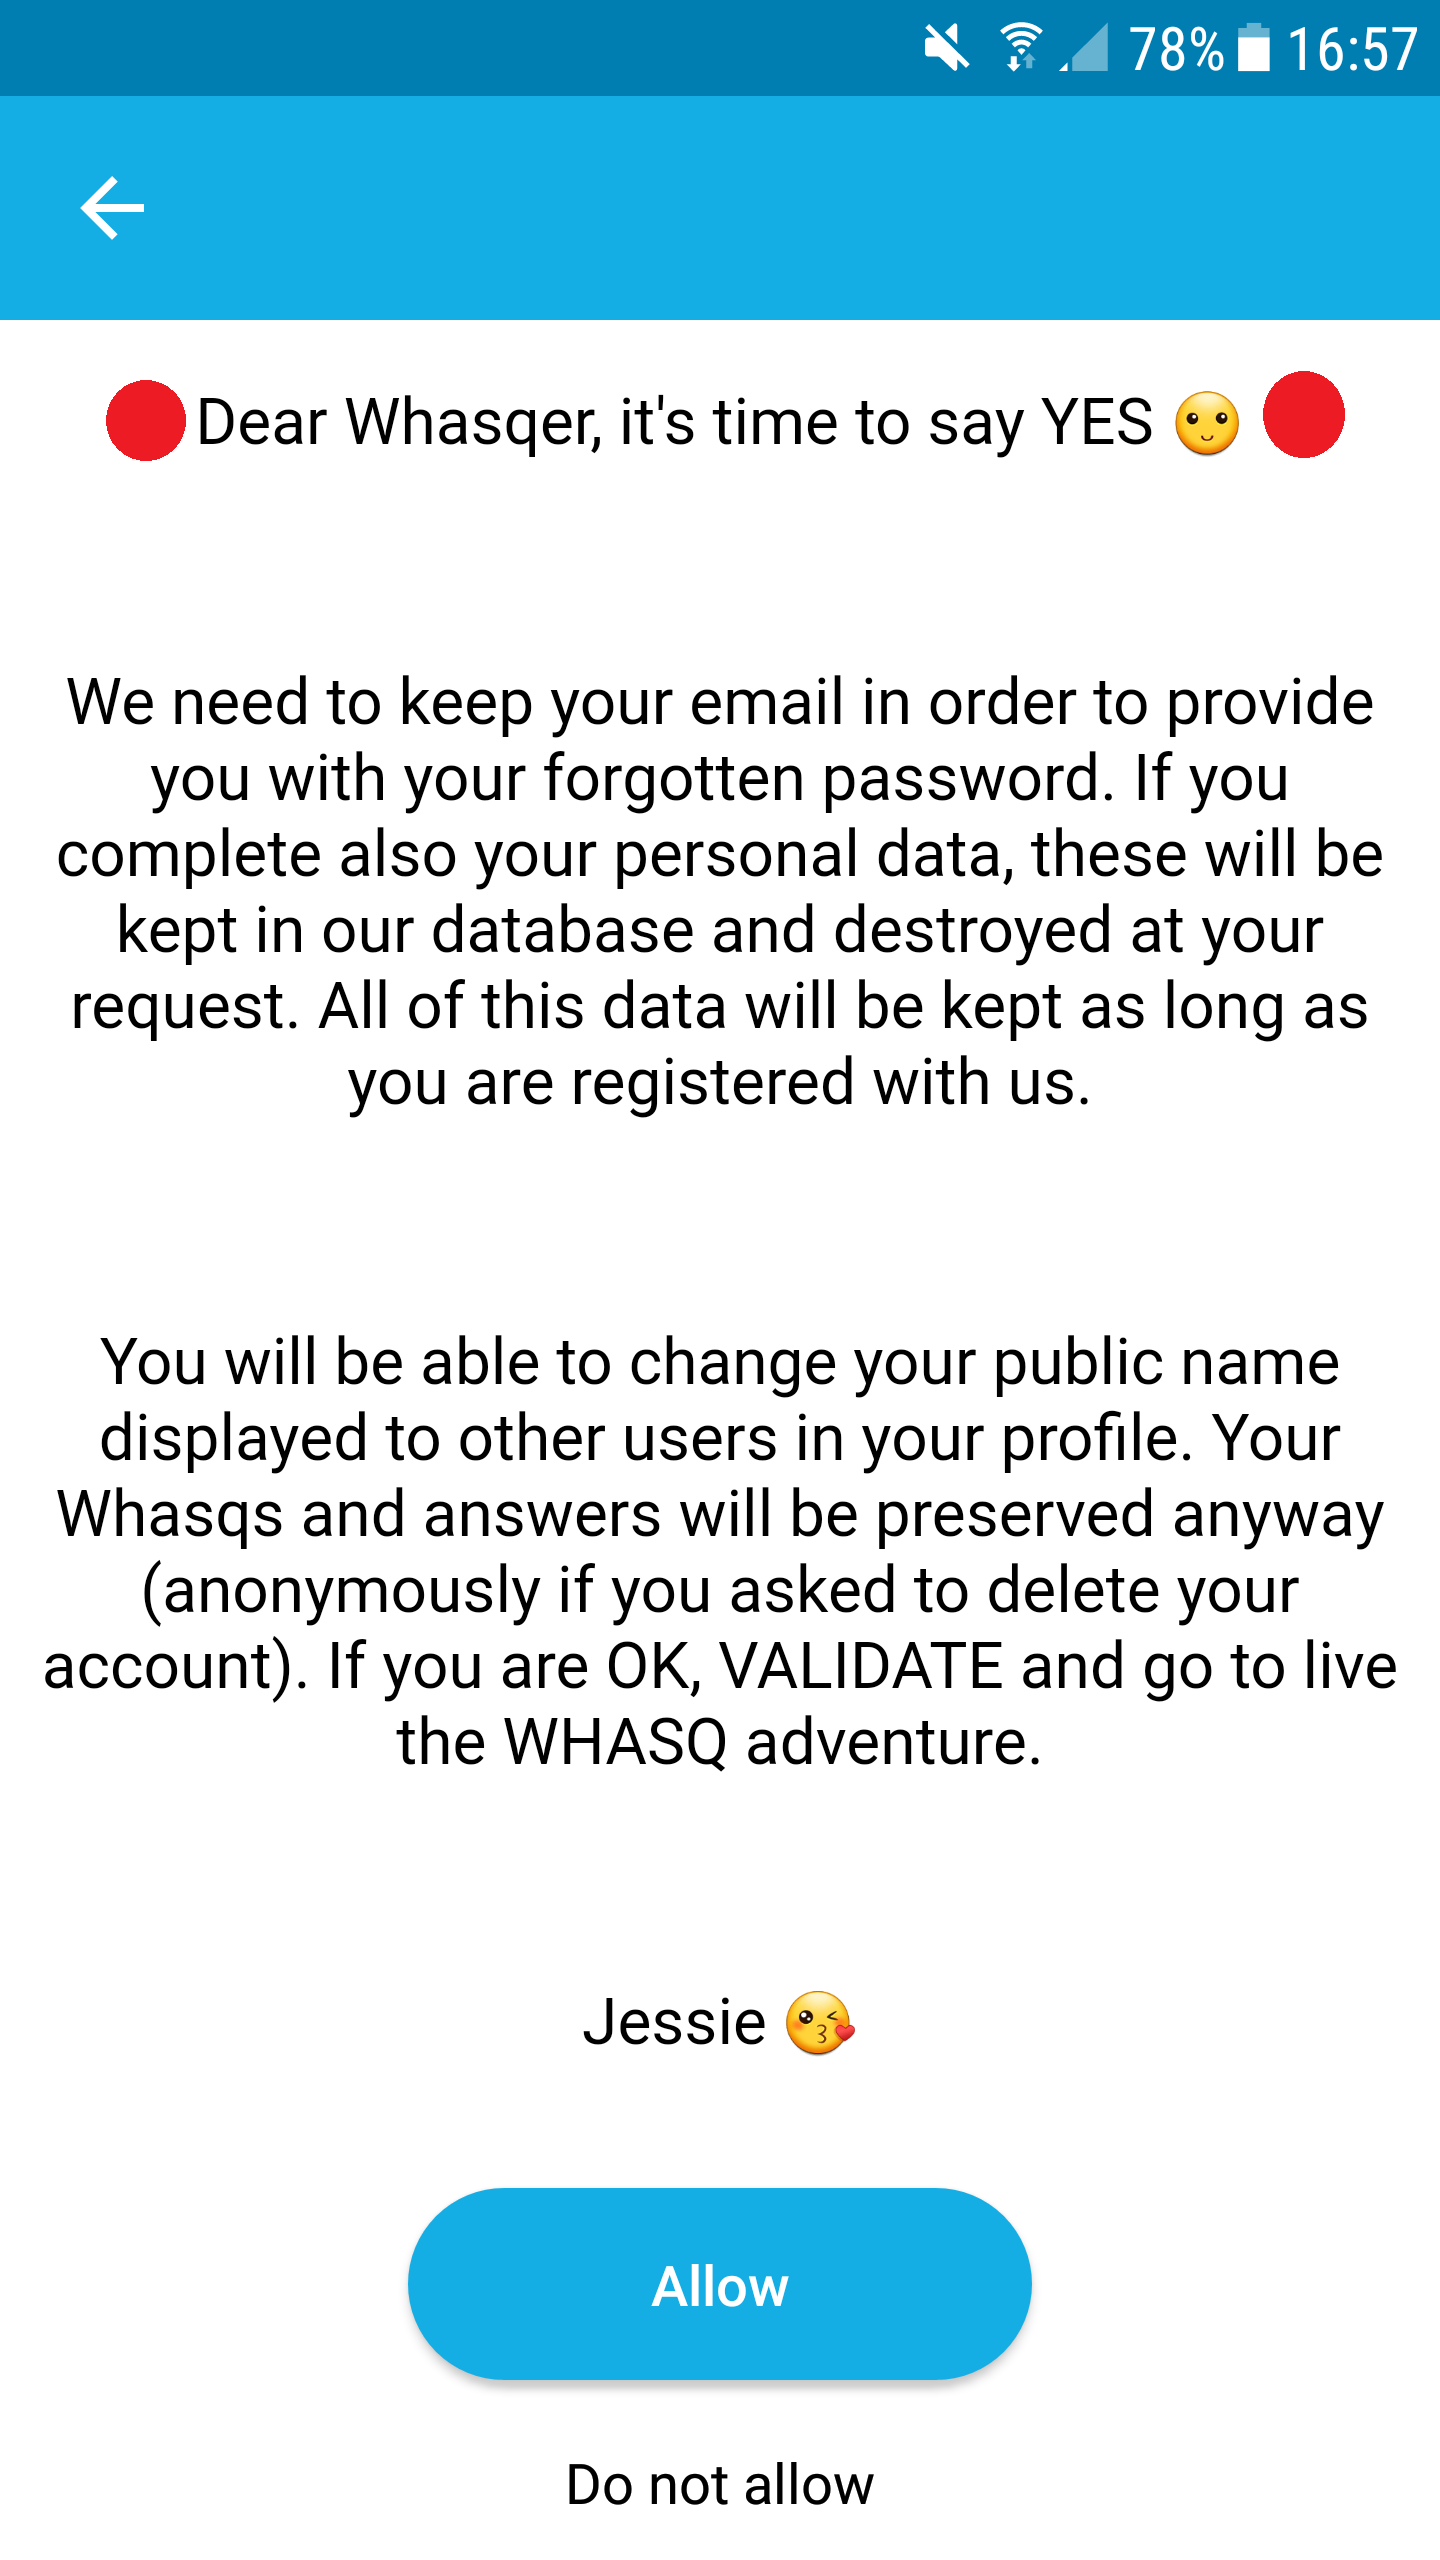 78% 16:57
Dear Whasqer, it's time to say YES 🙂
We need to keep your email in order to provide
you with your forgotten password. If you
complete also your personal data, these will be
kept in our database and destroyed at your
request. All of this data will be kept as long as
you are registered with us.
You will be able to change your public name
displayed to other users in your profile. Your
Whasqs and answers will be preserved anyway
(anonymously if you asked to delete your
account). If you are OK, VALIDATE and go to live
the WHASQ adventure.
Jessie 😘
Allow
Do not allow